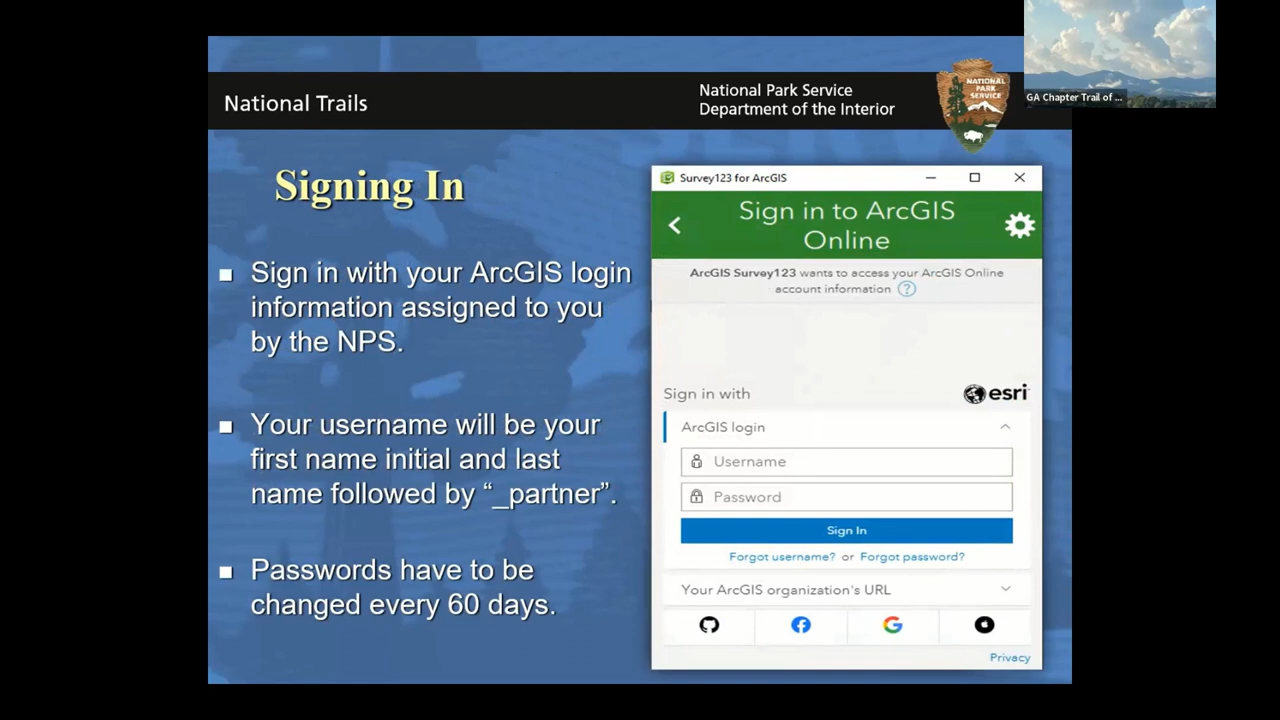 GA Chapter Trail of ...
National Trails
National Park Service
Department of the Interior
NATIONAL
PARK
SERVICE
Signing In
Sign in with your ArcGIS login
information assigned to you
by the NPS.
Your username will be your
first name initial and last
name followed by “_partner”.
Passwords have to be
changed every 60 days.
Survey123 for ArcGIS
Sign in to ArcGIS
Online
ArcGIS Survey123 wants to access your ArcGIS Online
account information ?
Sign in with
esri
ArcGIS login
Username
Password
Sign In
Forgot username? or Forgot password?
Your ArcGIS organization's URL
Privacy